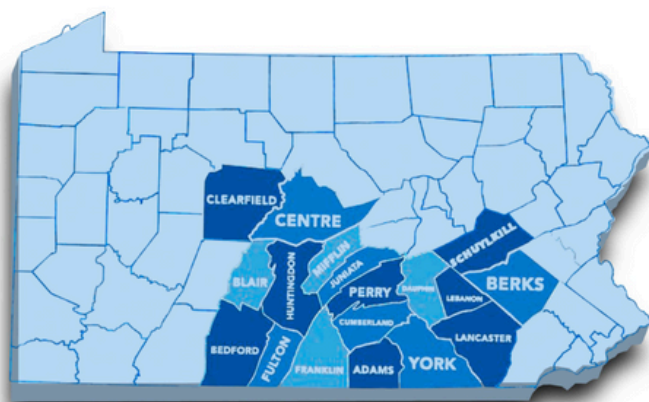 CLEARFIELD
CENTRE
SCHUYLKILL
MIFFLIN
BLAIR
HUNTINGDON
JUNIATA
PERRY
DAUPHIN
LEBANON
BERKS
CUMBERLAND
BEDFORD
FULTON
FRANKLIN
ADAMS
YORK
LANCASTER